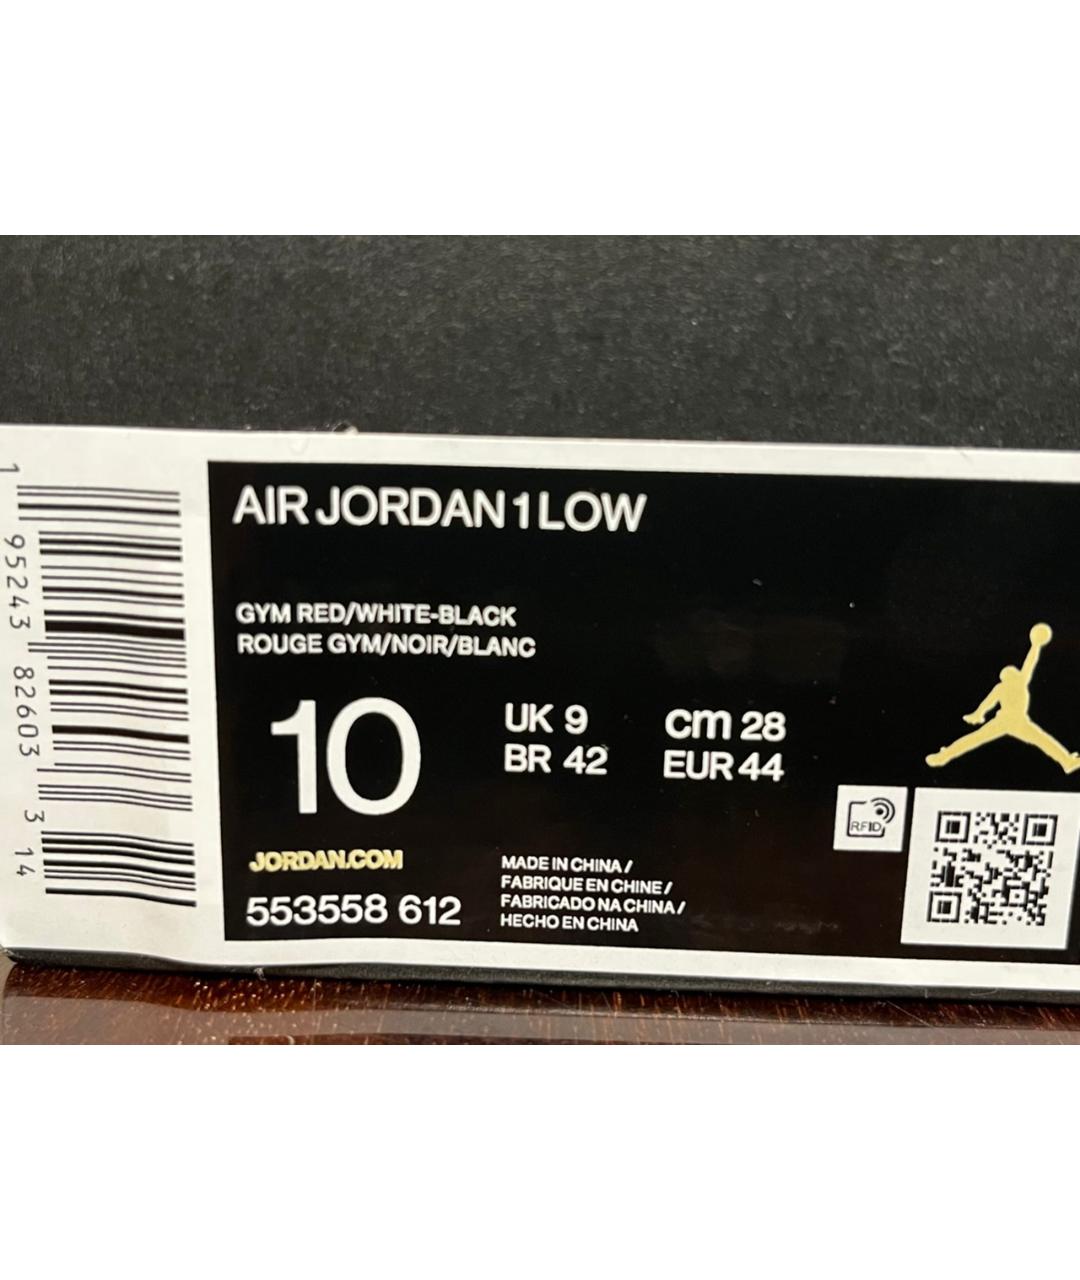 AIR JORDAN 1 LOW
GYM RED/WHITE-BLACK
ROUGE GYM/NOIR/BLANC
10
UK 9
cm 28
BR 42
EUR 44
RFID
JORDAN.COM
553558 612
MADE IN CHINA /
FABRIQUE EN CHINE /
FABRICADO NA CHINA /
HECHO EN CHINA
1 95243 82603 3 14